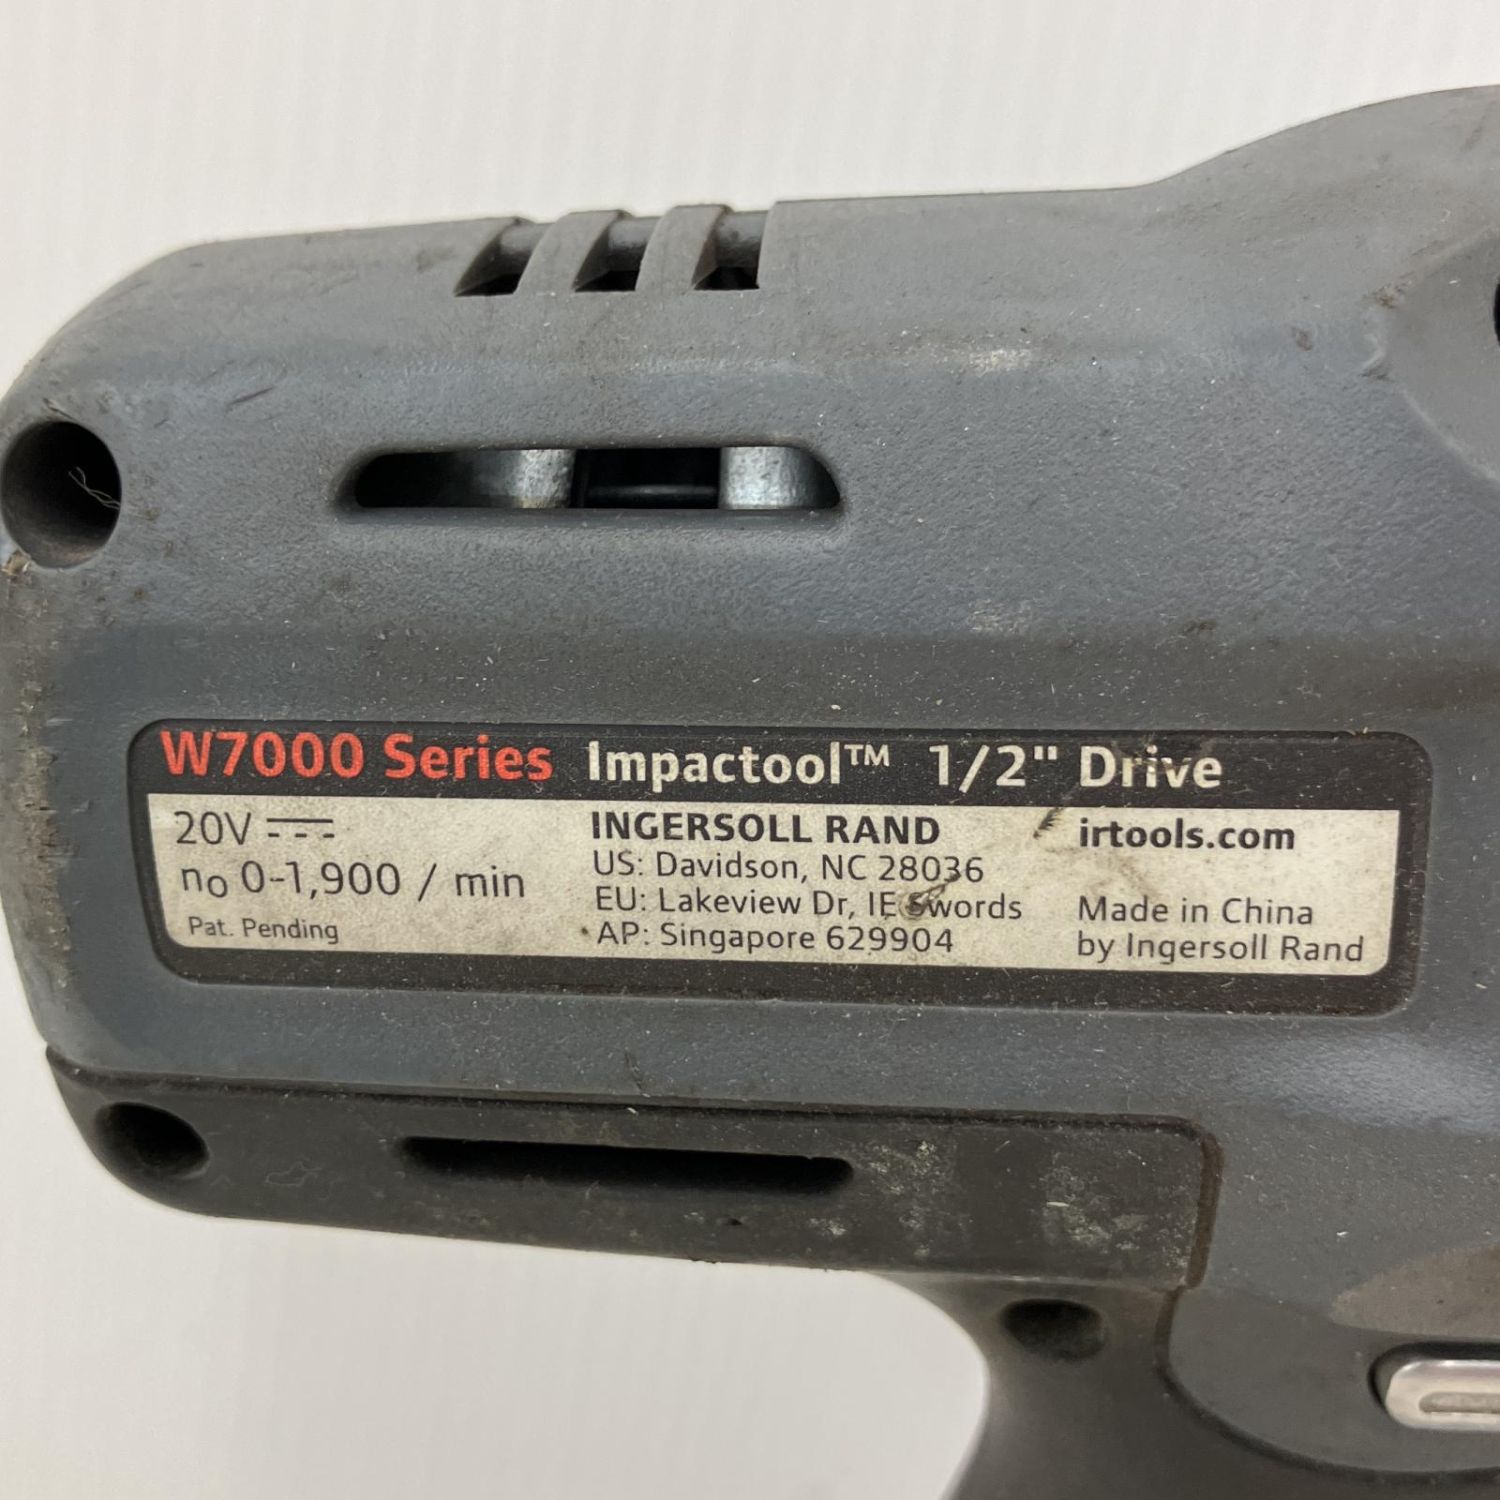 W7000 Series Impactool™ 1/2" Drive
20V
no 0-1,900 / min
Pat. Pending
INGERSOLL RAND
US: Davidson, NC 28036
EU: Lakeview Dr, IE Swords
AP: Singapore 629904
irtools.com
Made in China
by Ingersoll Rand